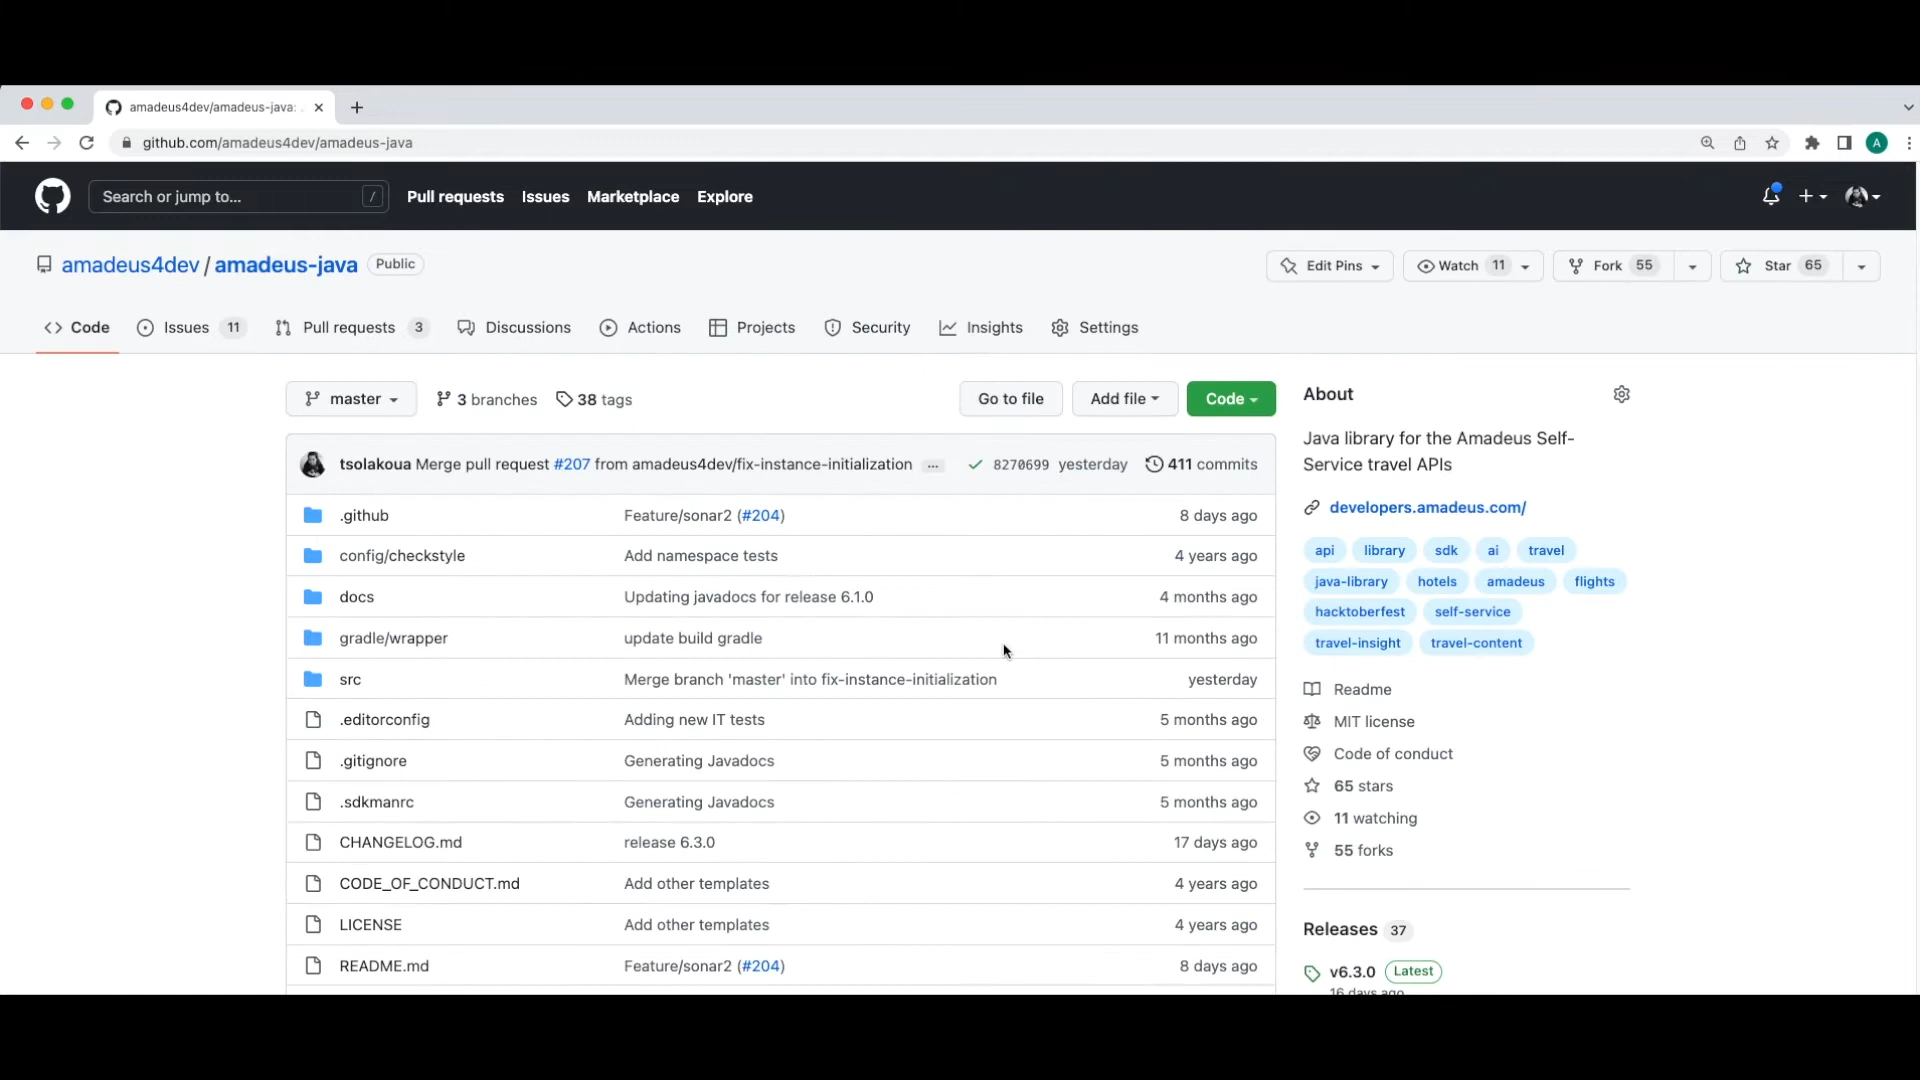 amadeus4dev/amadeus-java:
github.com/amadeus4dev/amadeus-java
A
Search or jump to... /
Pull requests Issues Marketplace Explore
amadeus4dev / amadeus-java Public
Edit Pins Watch 11 Fork 55 Star 65
Code Issues 11 Pull requests 3 Discussions Actions Projects Security Insights Settings
master 3 branches 38 tags Go to file Add file Code
tsolakoua Merge pull request #207 from amadeus4dev/fix-instance-initialization ... 8270699 yesterday 411 commits
.github Feature/sonar2 (#204) 8 days ago
config/checkstyle Add namespace tests 4 years ago
docs Updating javadocs for release 6.1.0 4 months ago
gradle/wrapper update build gradle 11 months ago
src Merge branch 'master' into fix-instance-initialization yesterday
.editorconfig Adding new IT tests 5 months ago
.gitignore Generating Javadocs 5 months ago
.sdkmanrc Generating Javadocs 5 months ago
CHANGELOG.md release 6.3.0 17 days ago
CODE_OF_CONDUCT.md Add other templates 4 years ago
LICENSE Add other templates 4 years ago
README.md Feature/sonar2 (#204) 8 days ago
About
Java library for the Amadeus Self-
Service travel APIs
developers.amadeus.com/
api library sdk ai travel
java-library hotels amadeus flights
hacktoberfest self-service
travel-insight travel-content
Readme
MIT license
Code of conduct
65 stars
11 watching
55 forks
Releases 37
v6.3.0 Latest
16 days ago